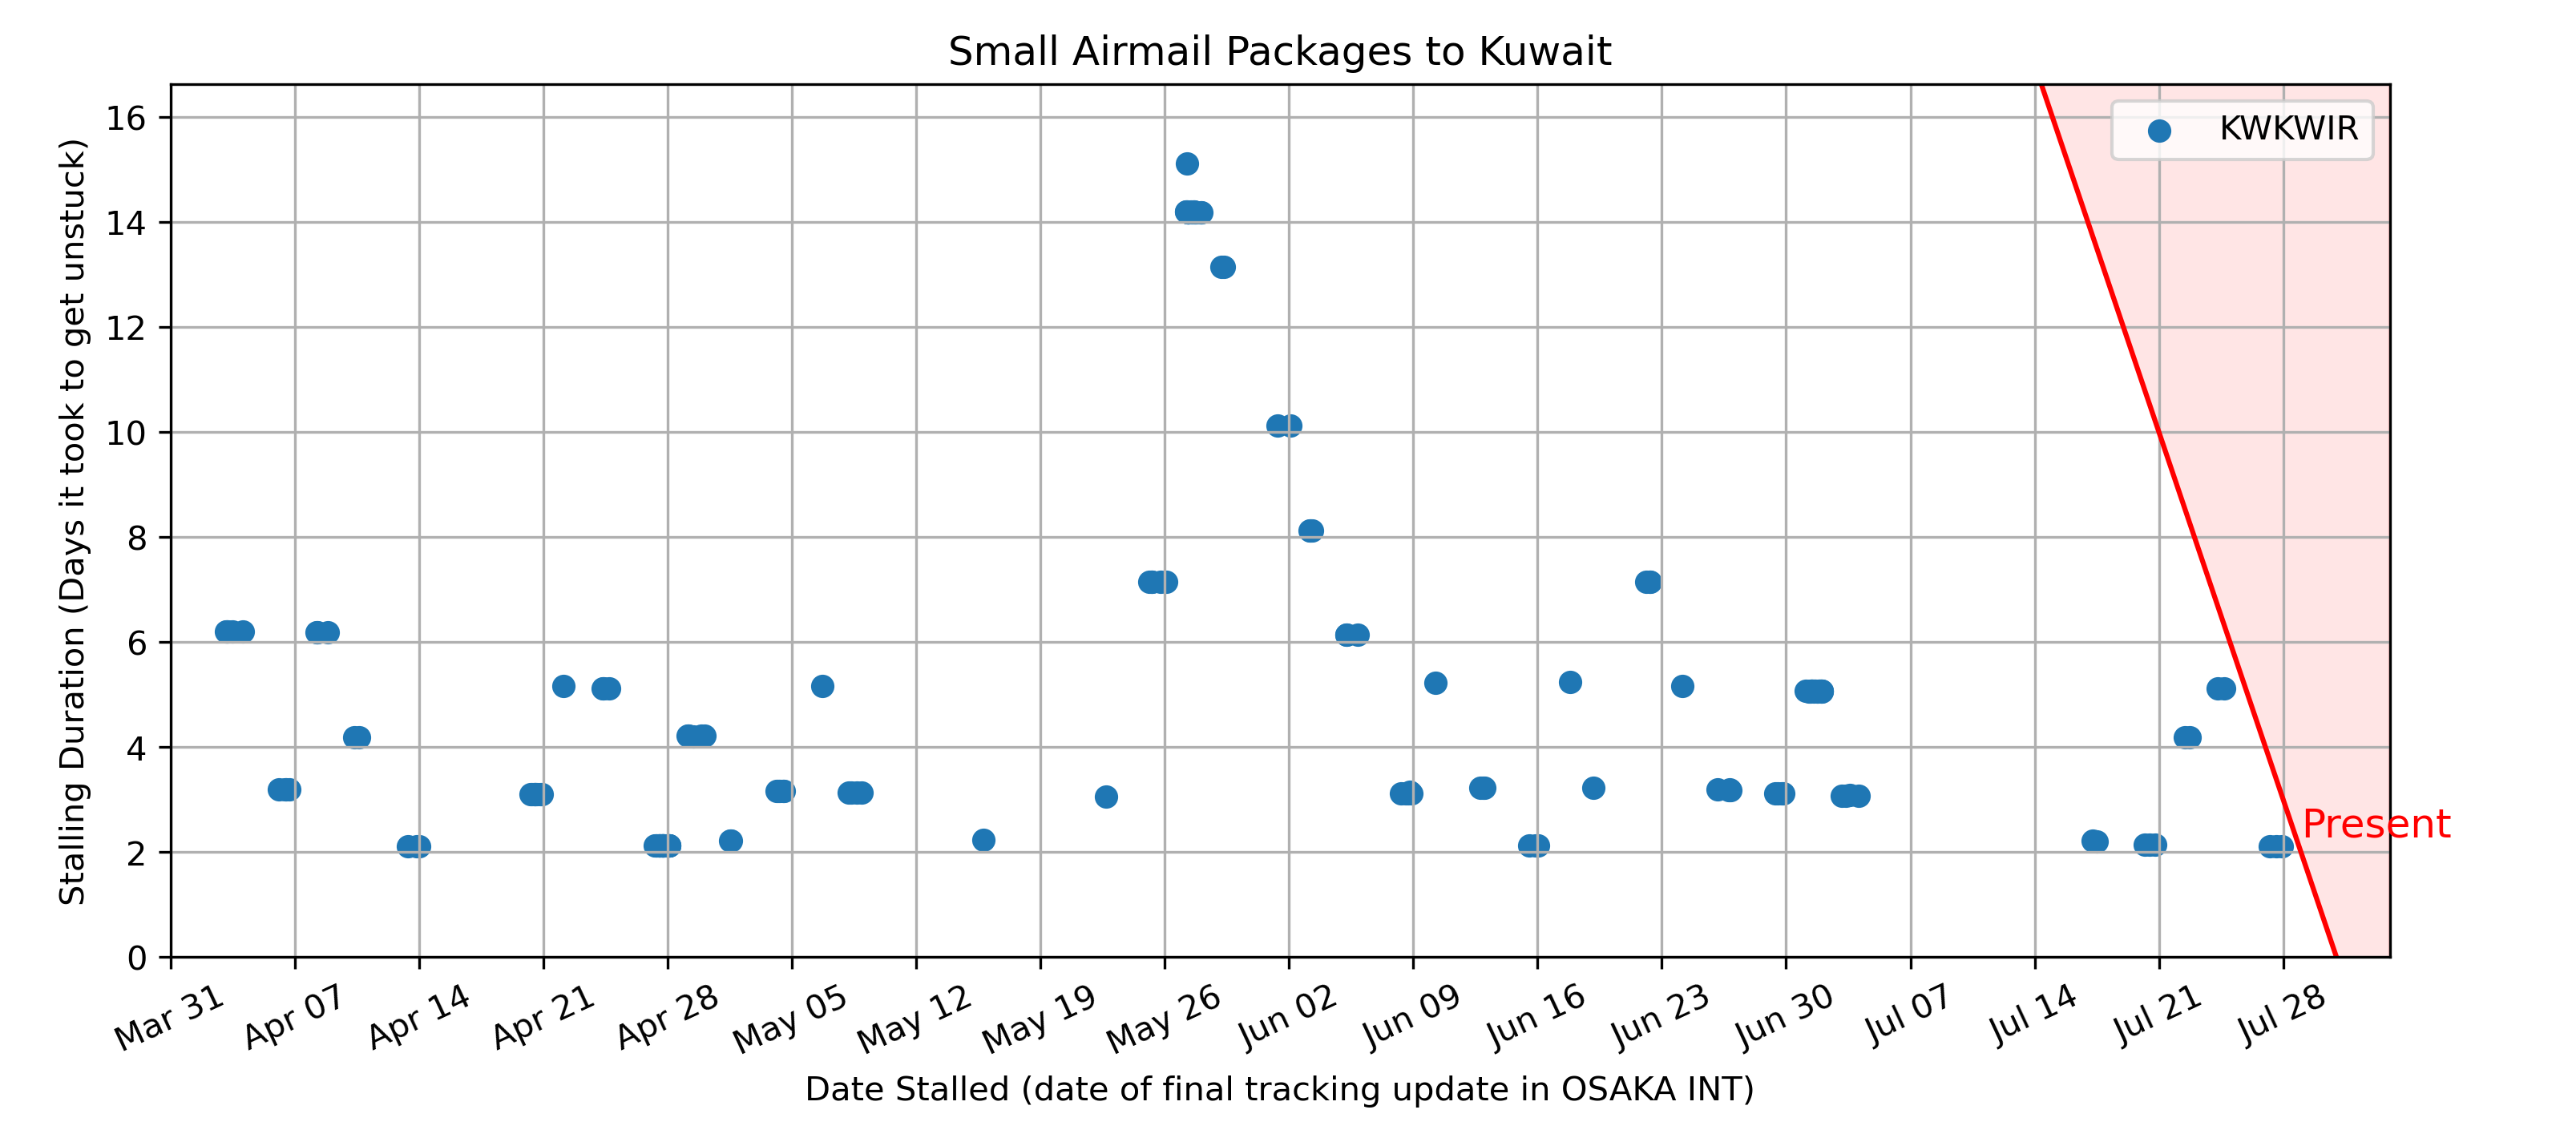 Small Airmail Packages to Kuwait
KWKWIR
Stalling Duration (Days it took to get unstuck)
16
14
12
10
8
6
4
2
0
Present
Mar 31 Apr 07 Apr 14 Apr 21 Apr 28 May 05 May 12 May 19 May 26 Jun 02 Jun 09 Jun 16 Jun 23 Jun 30 Jul 07 Jul 14 Jul 21 Jul 28
Date Stalled (date of final tracking update in OSAKA INT)